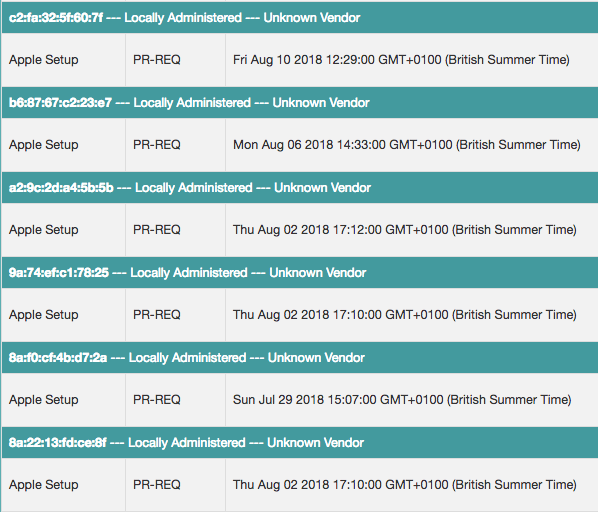 c2:fa:32:5f:60:7f --- Locally Administered --- Unknown Vendor
Apple Setup PR-REQ Fri Aug 10 2018 12:29:00 GMT+0100 (British Summer Time)
b6:87:67:c2:23:e7 --- Locally Administered --- Unknown Vendor
Apple Setup PR-REQ Mon Aug 06 2018 14:33:00 GMT+0100 (British Summer Time)
a2:9c:2d:a4:5b:5b --- Locally Administered --- Unknown Vendor
Apple Setup PR-REQ Thu Aug 02 2018 17:12:00 GMT+0100 (British Summer Time)
9a:74:ef:c1:78:25 --- Locally Administered --- Unknown Vendor
Apple Setup PR-REQ Thu Aug 02 2018 17:10:00 GMT+0100 (British Summer Time)
8a:f0:cf:4b:d7:2a --- Locally Administered --- Unknown Vendor
Apple Setup PR-REQ Sun Jul 29 2018 15:07:00 GMT+0100 (British Summer Time)
8a:22:13:fd:ce:8f --- Locally Administered --- Unknown Vendor
Apple Setup PR-REQ Thu Aug 02 2018 17:10:00 GMT+0100 (British Summer Time)